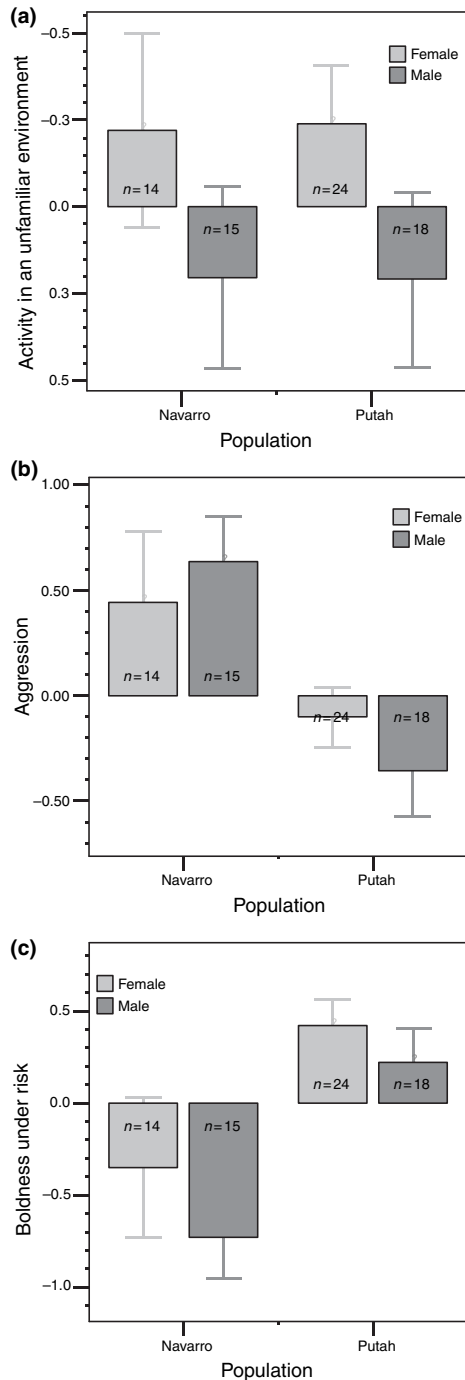 (a)
Activity in an unfamiliar environment
−0.5
−0.3
0.0
0.3
0.5
Female
Male
n=14
n=15
n=24
n=18
Navarro
Putah
Population
(b)
Aggression
1.00
0.50
0.00
−0.50
Female
Male
n=14
n=15
n=24
n=18
Navarro
Putah
Population
(c)
Boldness under risk
0.5
0.0
−0.5
−1.0
Female
Male
n=14
n=15
n=24
n=18
Navarro
Putah
Population